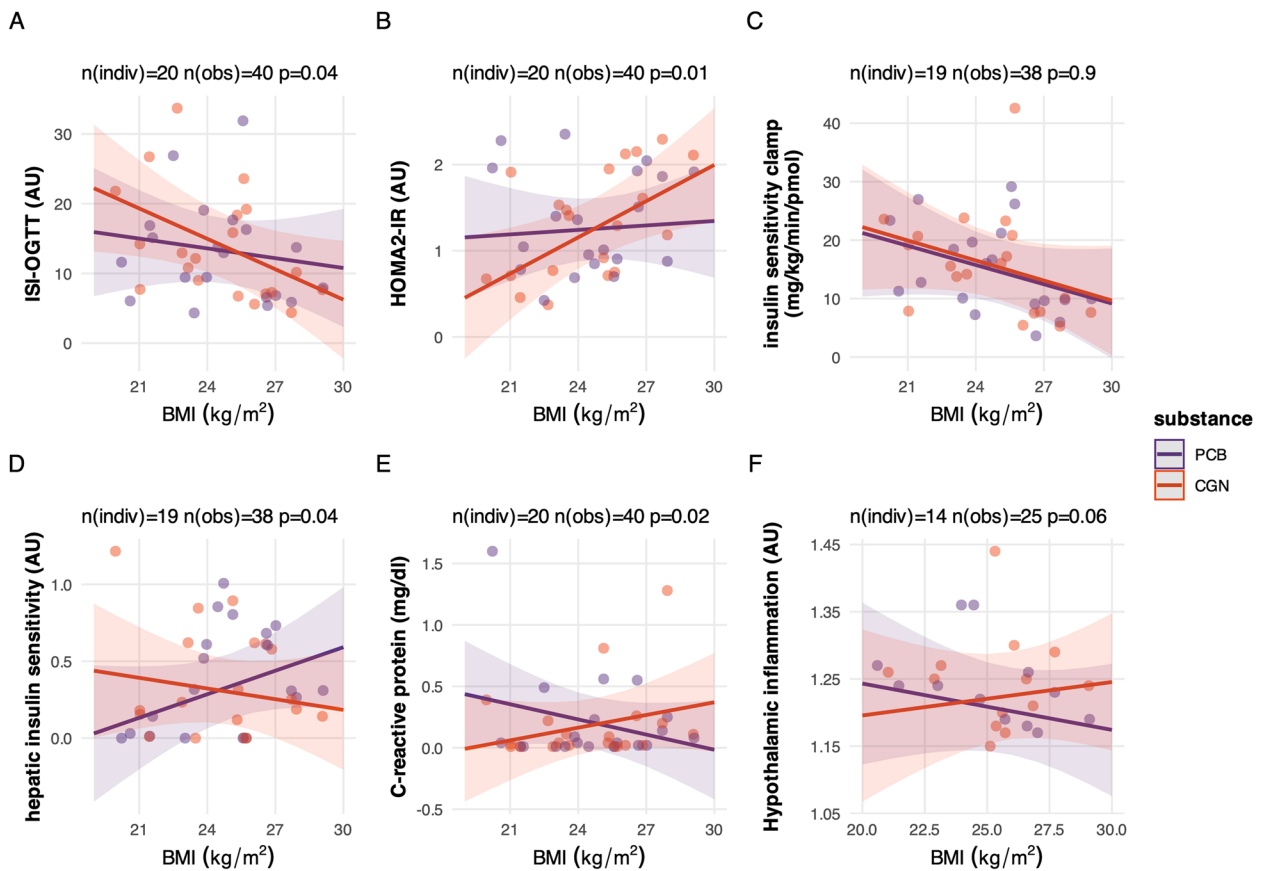 A
n(indiv)=20 n(obs)=40 p=0.04
ISI-OGTT (AU)
30
20
10
0
21 24 27 30
BMI (kg/m²)
B
n(indiv)=20 n(obs)=40 p=0.01
HOMA2-IR (AU)
2
1
0
21 24 27 30
BMI (kg/m²)
C
n(indiv)=19 n(obs)=38 p=0.9
insulin sensitivity clamp
(mg/kg/min/pmol)
40
30
20
10
0
21 24 27 30
BMI (kg/m²)
substance
PCB
CGN
D
n(indiv)=19 n(obs)=38 p=0.04
hepatic insulin sensitivity (AU)
1.0
0.5
0.0
21 24 27 30
BMI (kg/m²)
E
n(indiv)=20 n(obs)=40 p=0.02
C-reactive protein (mg/dl)
1.5
1.0
0.5
0.0
-0.5
21 24 27 30
BMI (kg/m²)
F
n(indiv)=14 n(obs)=25 p=0.06
Hypothalamic inflammation (AU)
1.45
1.35
1.25
1.15
1.05
20.0 22.5 25.0 27.5 30.0
BMI (kg/m²)